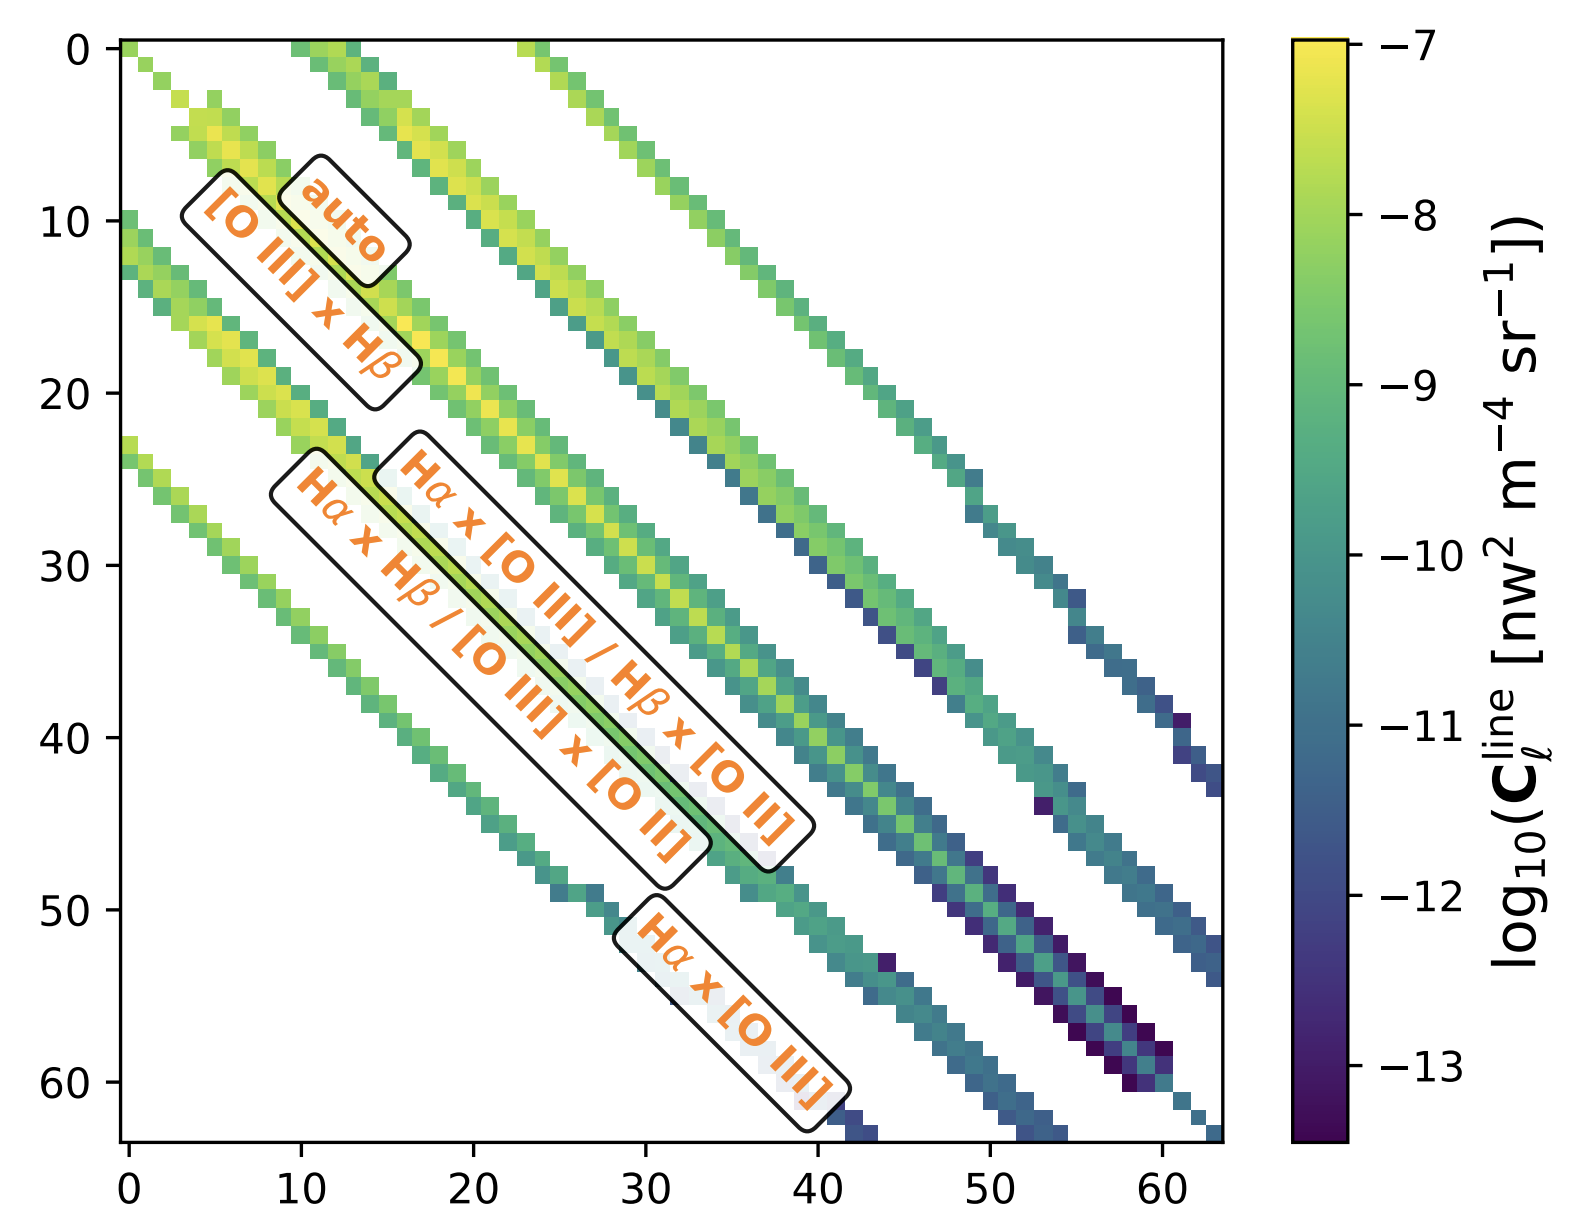 0
10
20
30
40
50
60
0 10 20 30 40 50 60
auto
[O III] x Hβ
Hα x [O III] / Hβ x [O II]
Hα x Hβ / [O III] x [O II]
Hα x [O III]
−7
−8
−9
−10
−11
−12
−13
log₁₀(C_ℓ^line [nw² m⁻⁴ sr⁻¹])